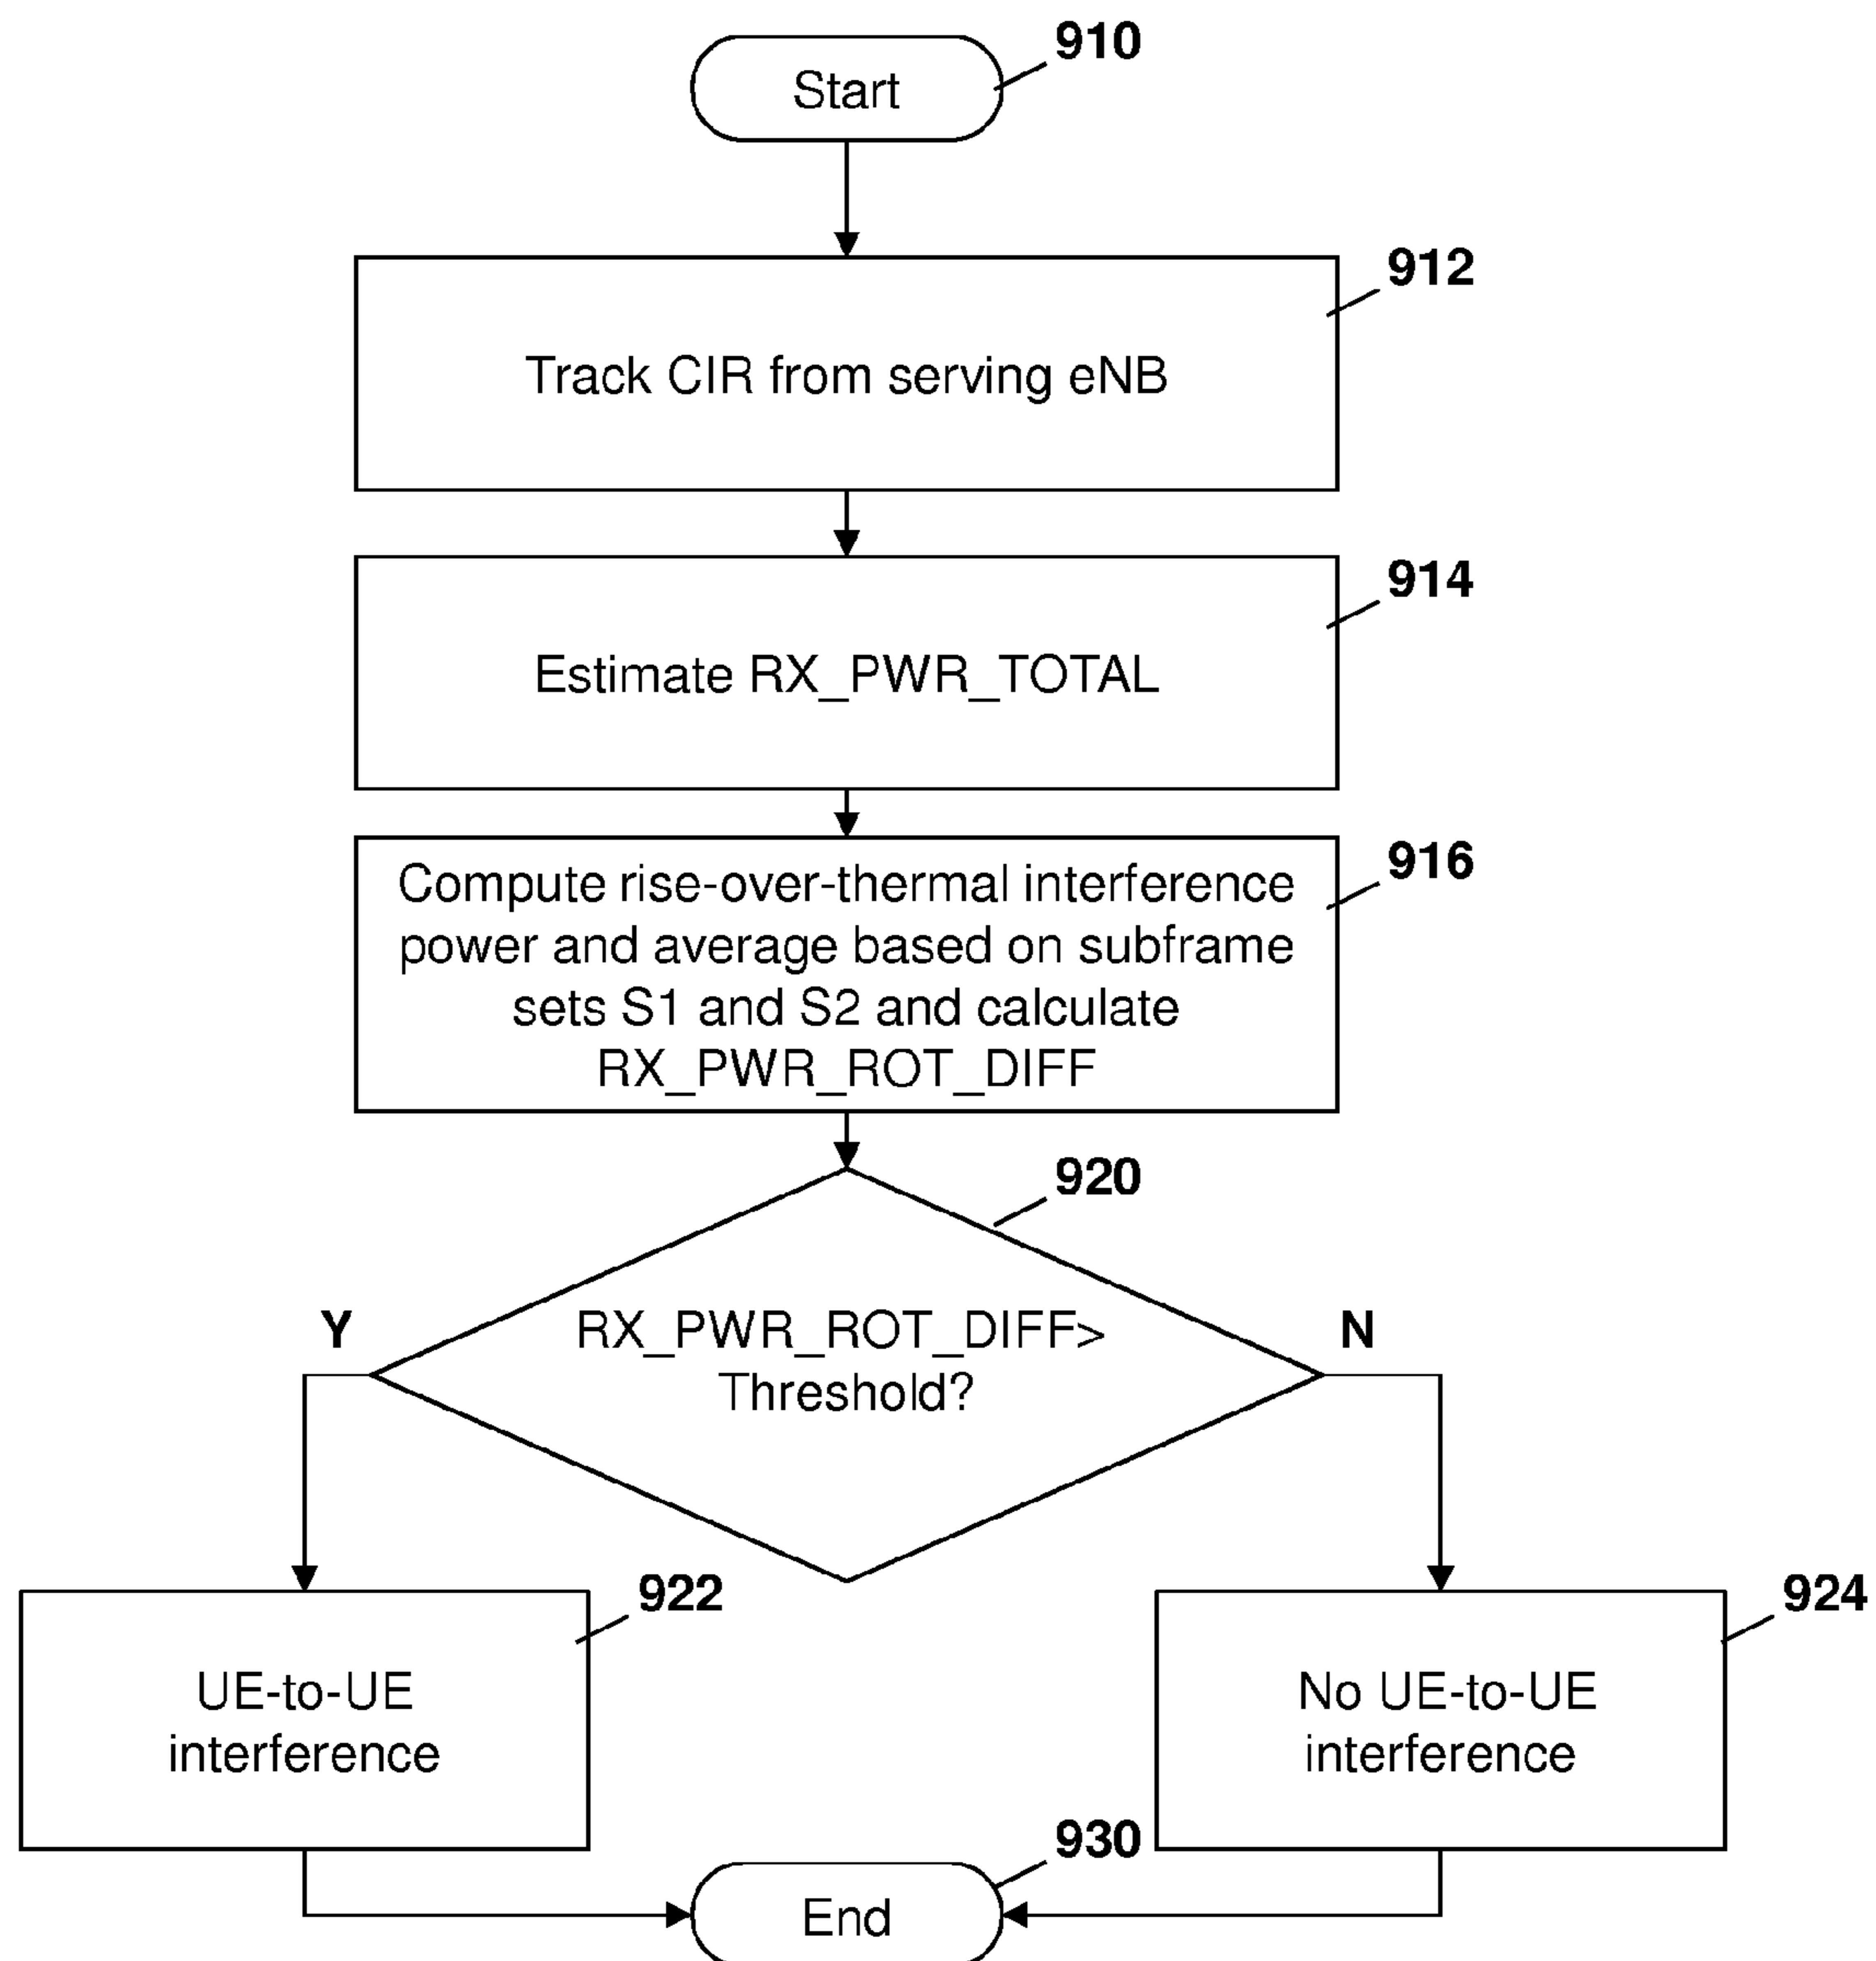 910
Start
912
Track CIR from serving eNB
914
Estimate RX_PWR_TOTAL
916
Compute rise-over-thermal interference
power and average based on subframe
sets S1 and S2 and calculate
RX_PWR_ROT_DIFF
920
Y
RX_PWR_ROT_DIFF>
Threshold?
N
922
UE-to-UE
interference
924
No UE-to-UE
interference
930
End